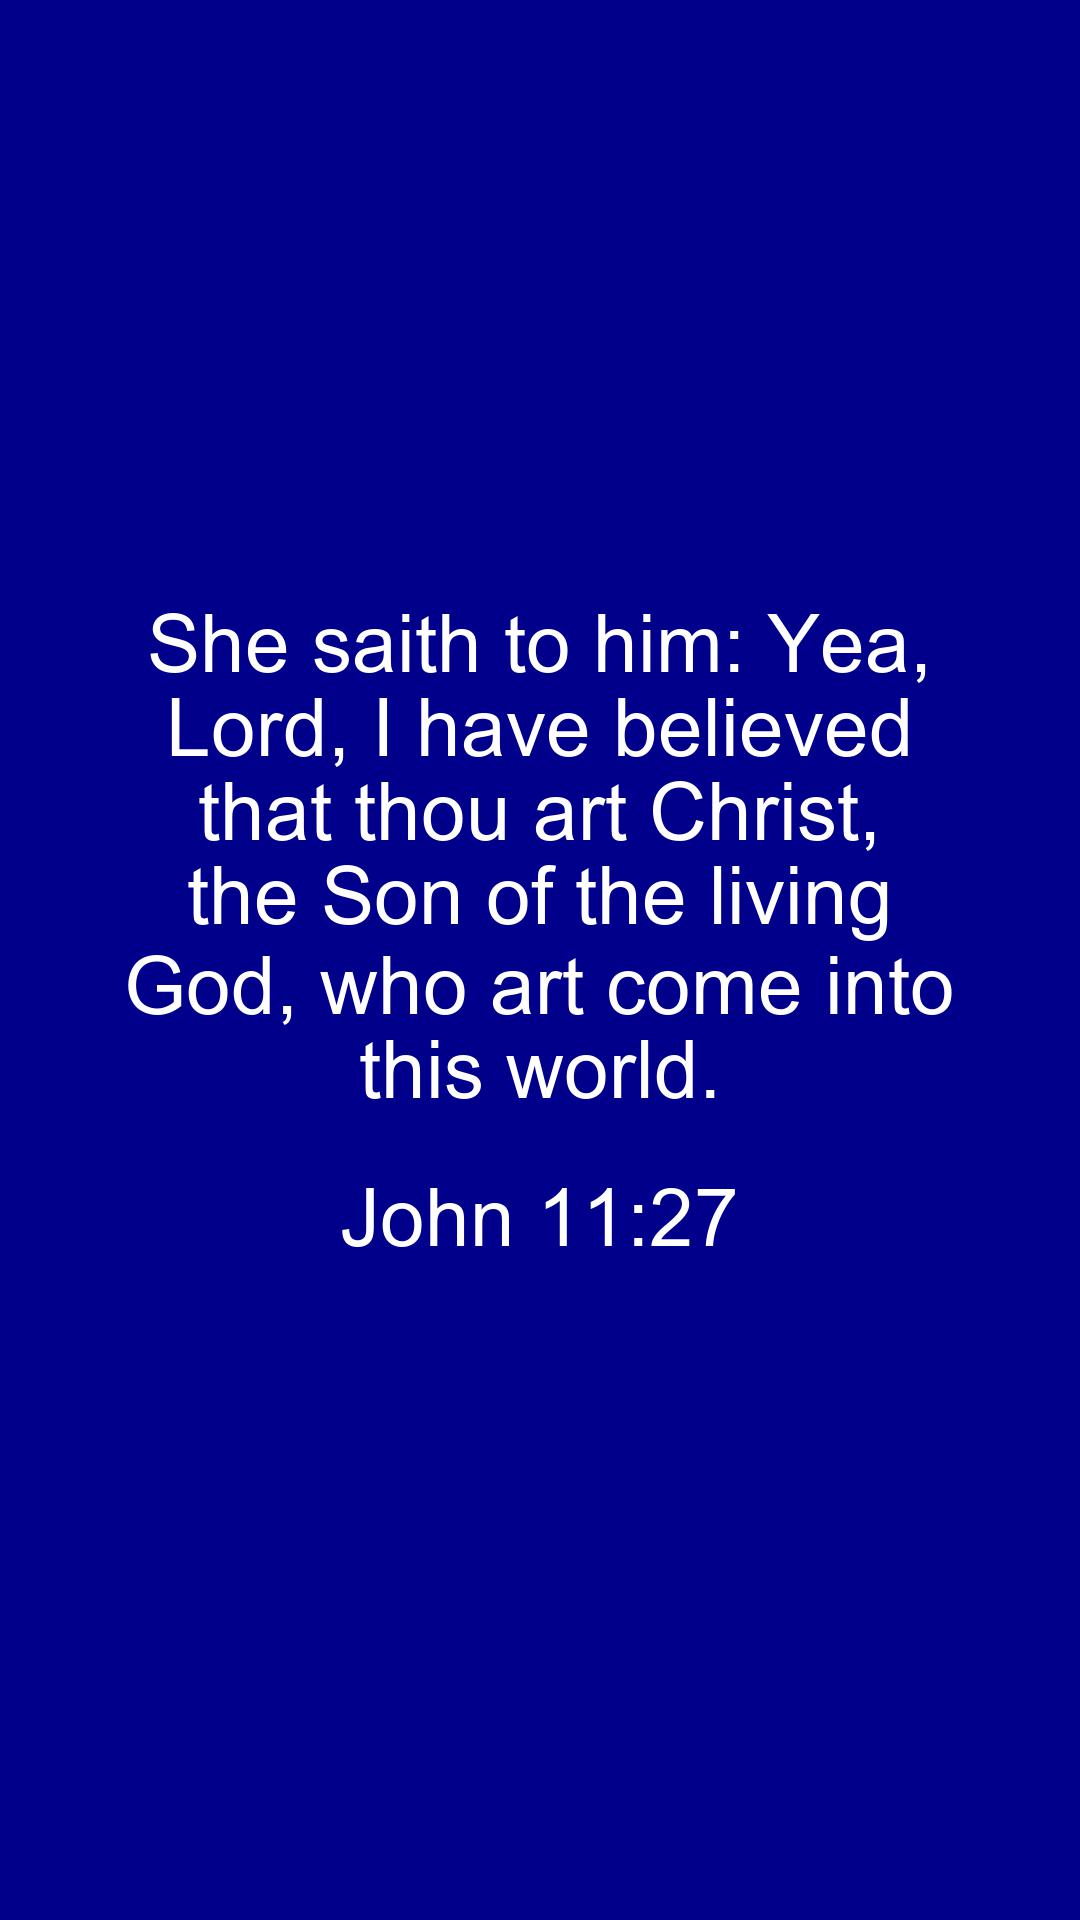 She saith to him: Yea,
Lord, I have believed
that thou art Christ,
the Son of the living
God, who art come into
this world.
John 11:27